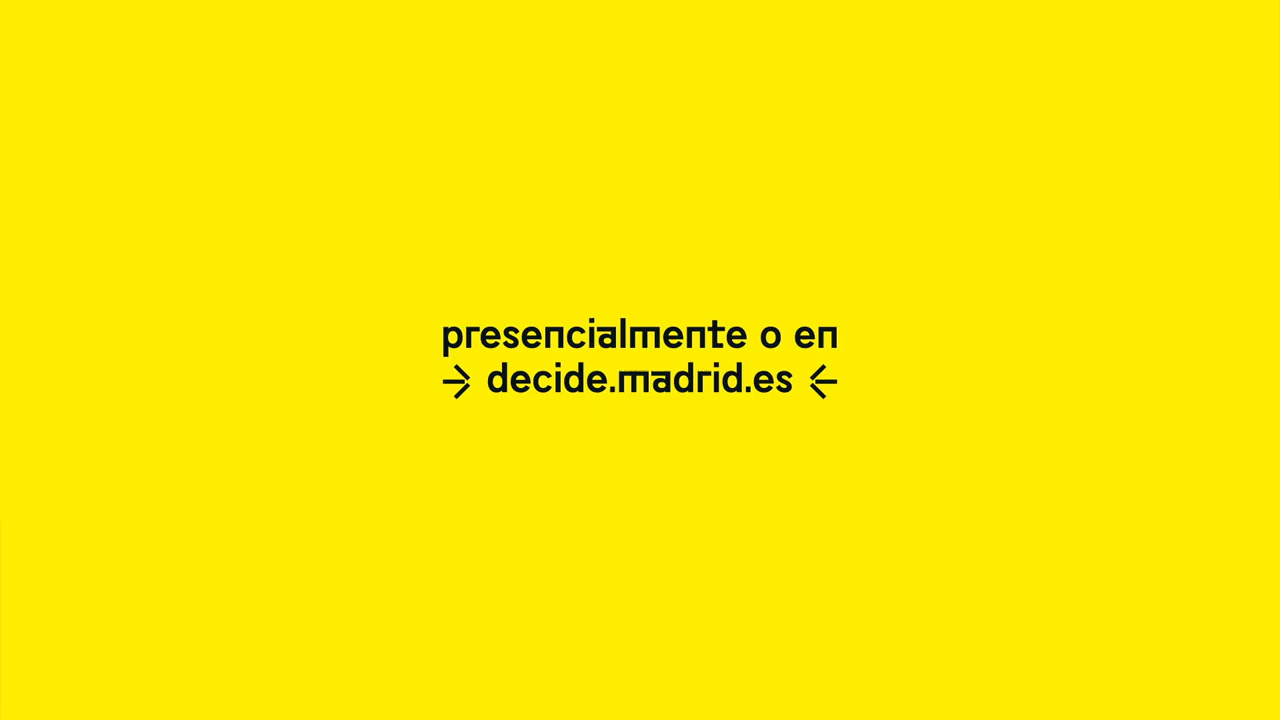 presencialmente o en
→ decide.madrid.es ←